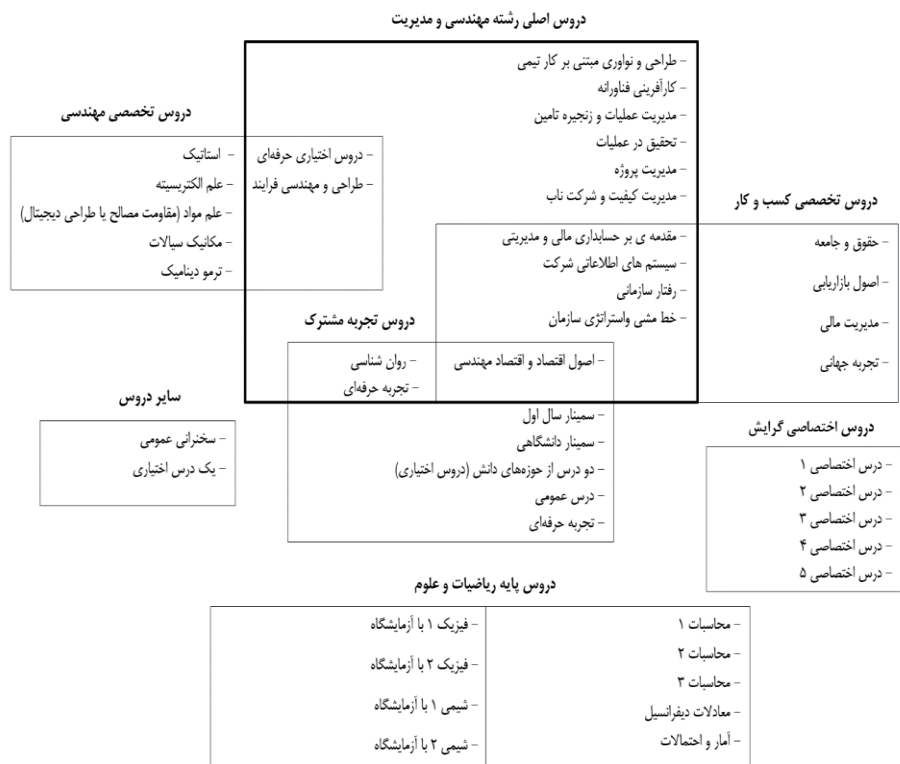 دروس اصلی رشته مهندسی و مدیریت
- طراحی و نوآوری مبتنی بر کار تیمی
- کارآفرینی فناورانه
- مدیریت عملیات و زنجیره تامین
- تحقیق در عملیات
- مدیریت پروژه
- مدیریت کیفیت و شرکت ناب
دروس تخصصی مهندسی
- دروس اختیاری حرفه‌ای
- طراحی و مهندسی فرایند
- استاتیک
- علم الکتریسیته
- علم مواد (مقاومت مصالح یا طراحی دیجیتال)
- مکانیک سیالات
- ترمو دینامیک
دروس تخصصی کسب و کار
- حقوق و جامعه
- اصول بازاریابی
- مدیریت مالی
- تجربه جهانی
- مقدمه ی بر حسابداری مالی و مدیریتی
- سیستم های اطلاعاتی شرکت
- رفتار سازمانی
- خط مشی واستراتژی سازمان
دروس تجربه مشترک
- اصول اقتصاد و اقتصاد مهندسی
- روان شناسی
- تجربه حرفه‌ای
- سمینار سال اول
- سمینار دانشگاهی
- دو درس از حوزه‌های دانش (دروس اختیاری)
- درس عمومی
- تجربه حرفه‌ای
سایر دروس
- سخنرانی عمومی
- یک درس اختیاری
دروس اختصاصی گرایش
- درس اختصاصی ۱
- درس اختصاصی ۲
- درس اختصاصی ۳
- درس اختصاصی ۴
- درس اختصاصی ۵
دروس پایه ریاضیات و علوم
- محاسبات ۱
- محاسبات ۲
- محاسبات ۳
- معادلات دیفرانسیل
- آمار و احتمالات
- فیزیک ۱ با آزمایشگاه
- فیزیک ۲ با آزمایشگاه
- شیمی ۱ با آزمایشگاه
- شیمی ۲ با آزمایشگاه